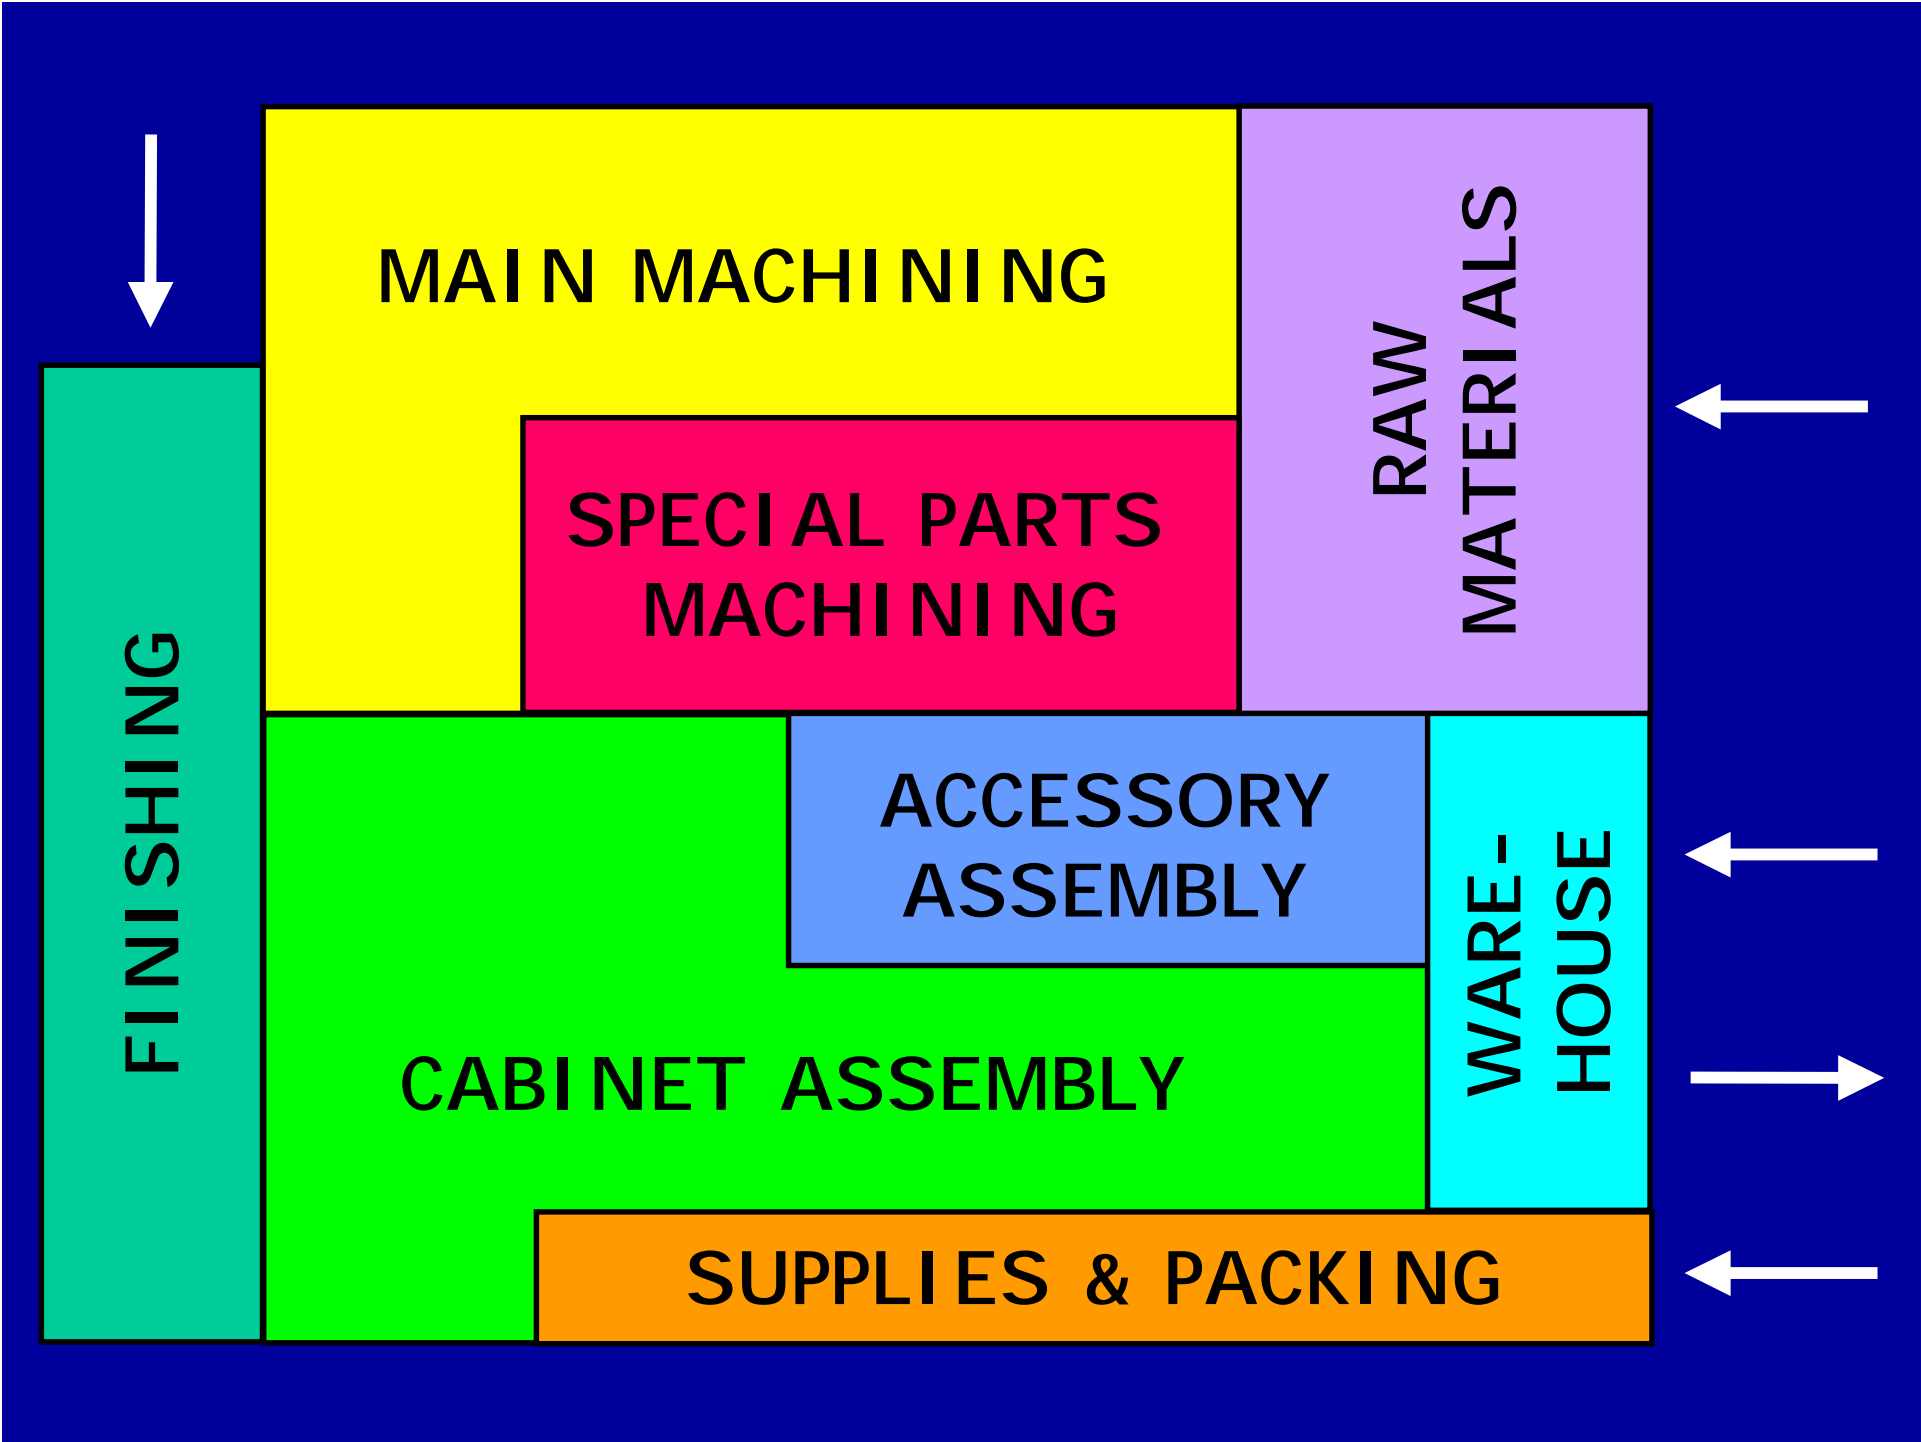 MAIN MACHINING
RAW
MATERIALS
SPECIAL PARTS
MACHINING
FINISHING
ACCESSORY
ASSEMBLY
WARE-
HOUSE
CABINET ASSEMBLY
SUPPLIES & PACKING